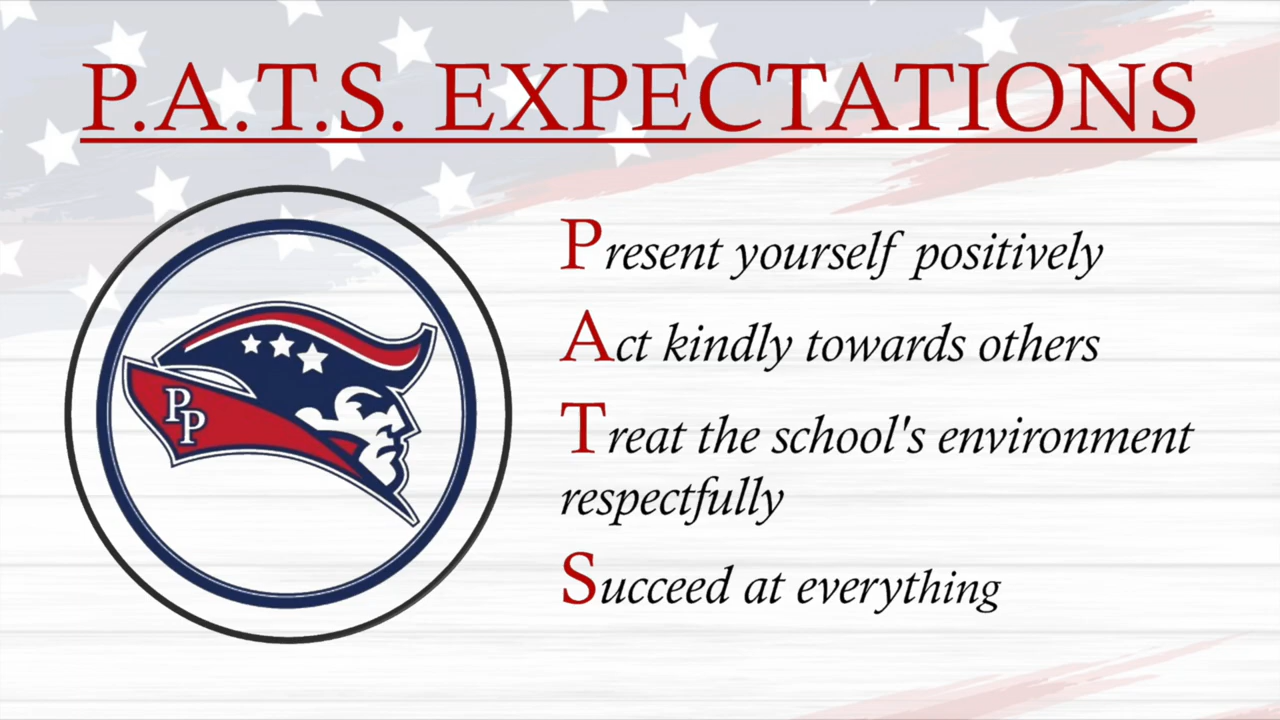 P.A.T.S. EXPECTATIONS
PP
Present yourself positively
Act kindly towards others
Treat the school's environment
respectfully
Succeed at everything